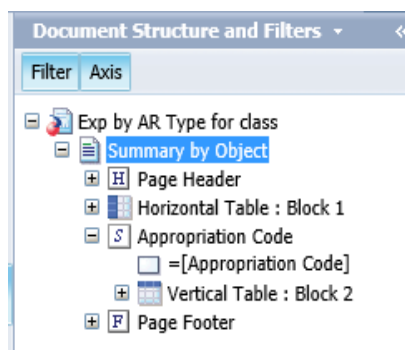 Document Structure and Filters
Filter Axis
Exp by AR Type for class
Summary by Object
H Page Header
Horizontal Table : Block 1
S Appropriation Code
=[Appropriation Code]
Vertical Table : Block 2
F Page Footer